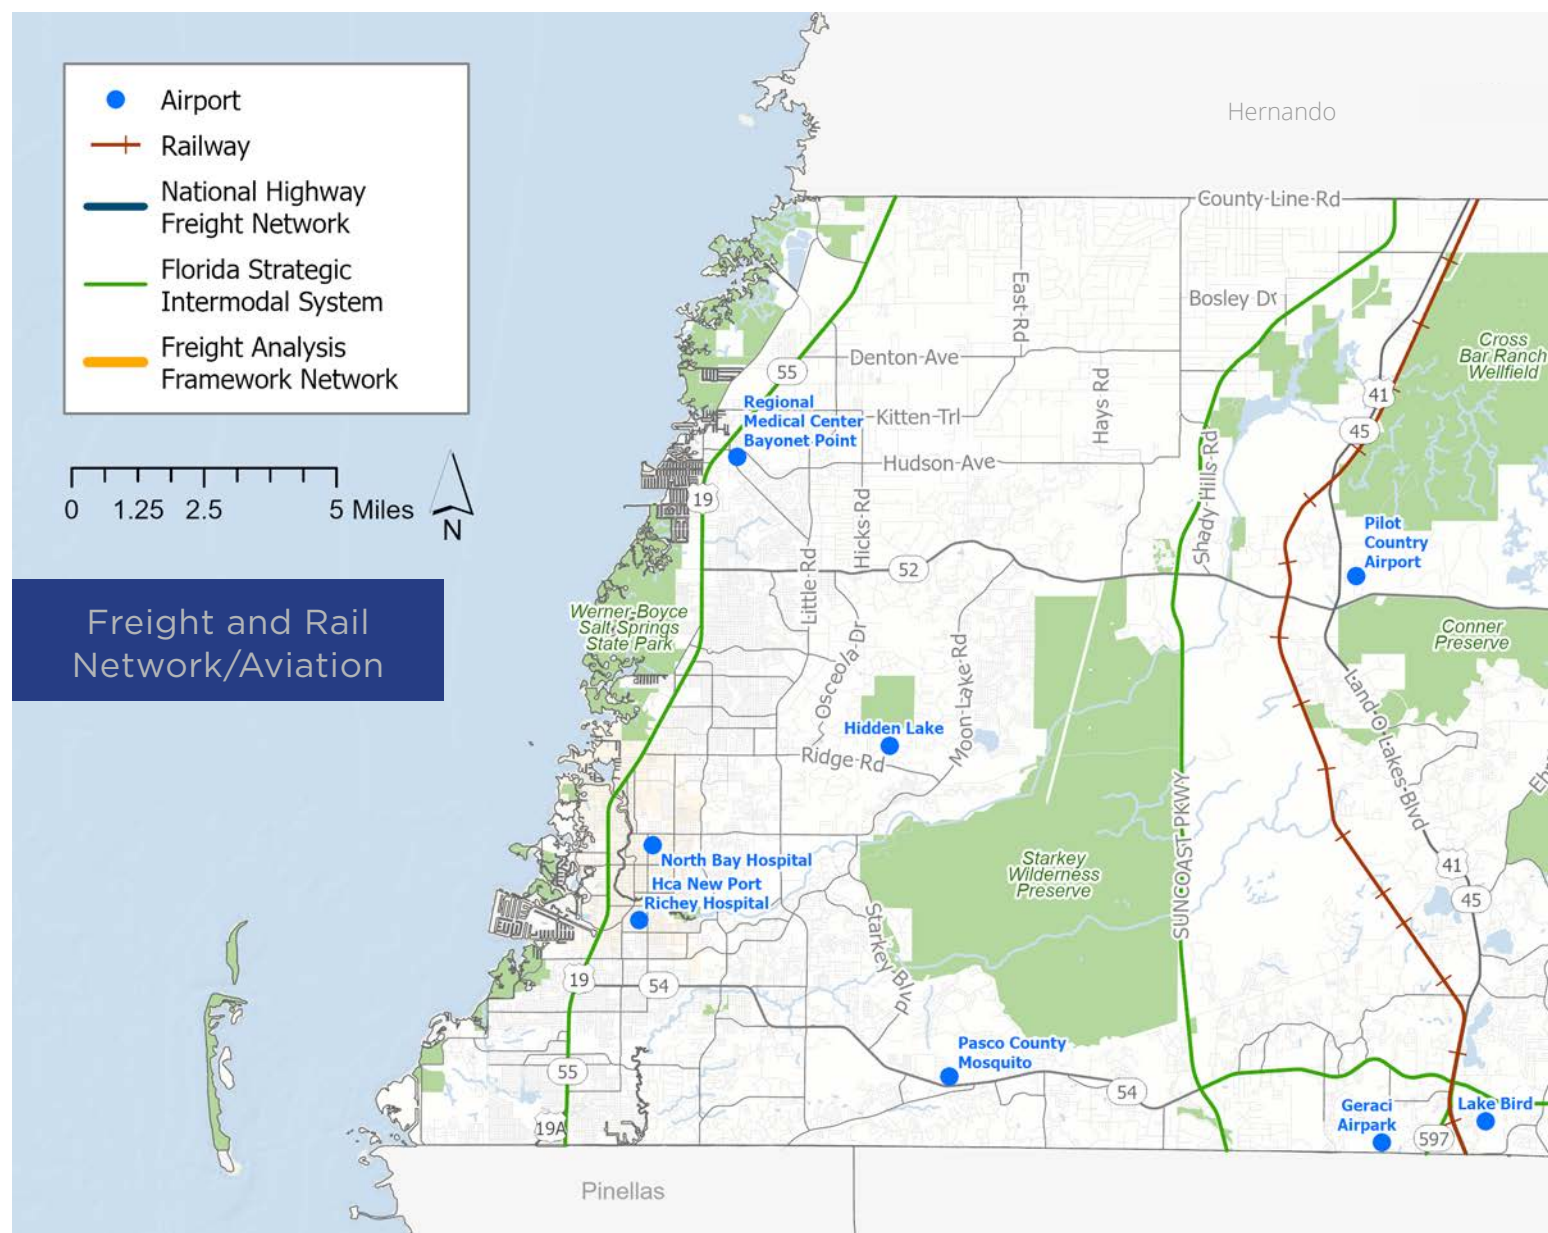 Airport
Railway
National Highway
Freight Network
Florida Strategic
Intermodal System
Freight Analysis
Framework Network
0 1.25 2.5 5 Miles
N
Freight and Rail
Network/Aviation
Hernando
County Line Rd
Bosley Dr
East Rd
Cross
Bar Ranch
Wellfield
Denton Ave
55
41
Hays Rd
Regional
Medical Center
Bayonet Point
Kitten Trl
45
Hudson Ave
Shady Hills Rd
19
Hicks Rd
Pilot
Country
Airport
52
Little Rd
Werner-Boyce
Salt Springs
State Park
Osceola Dr
Moon Lake Rd
Conner
Preserve
Land O Lakes Blvd
Hidden Lake
Ridge Rd
SUNCOAST PKWY
North Bay Hospital
Hca New Port
Richey Hospital
Starkey
Wilderness
Preserve
41
45
Starkey Blvd
19
54
Pasco County
Mosquito
55
54
Geraci
Airpark
Lake Bird
19A
597
Pinellas